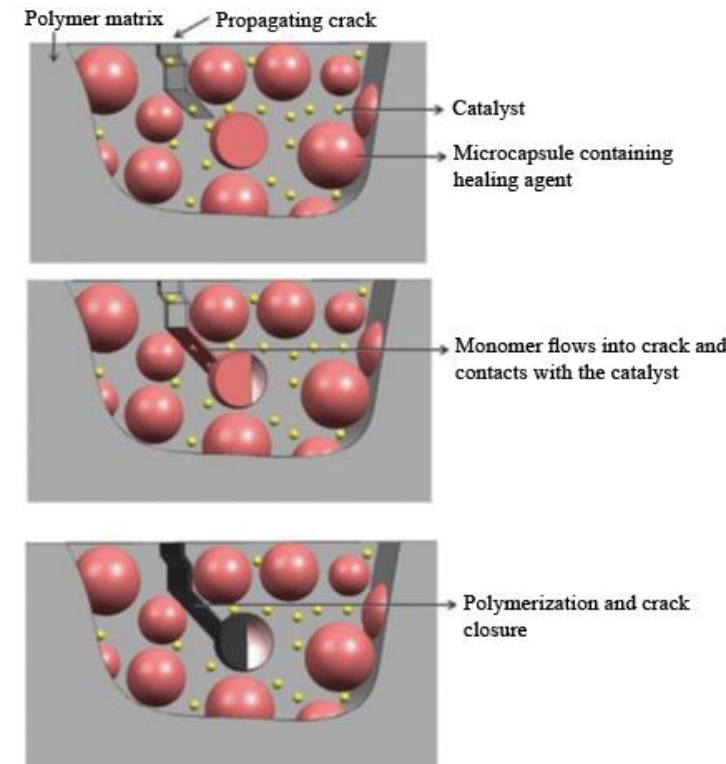 Polymer matrix
Propagating crack
Catalyst
Microcapsule containing
healing agent
Monomer flows into crack and
contacts with the catalyst
Polymerization and crack
closure